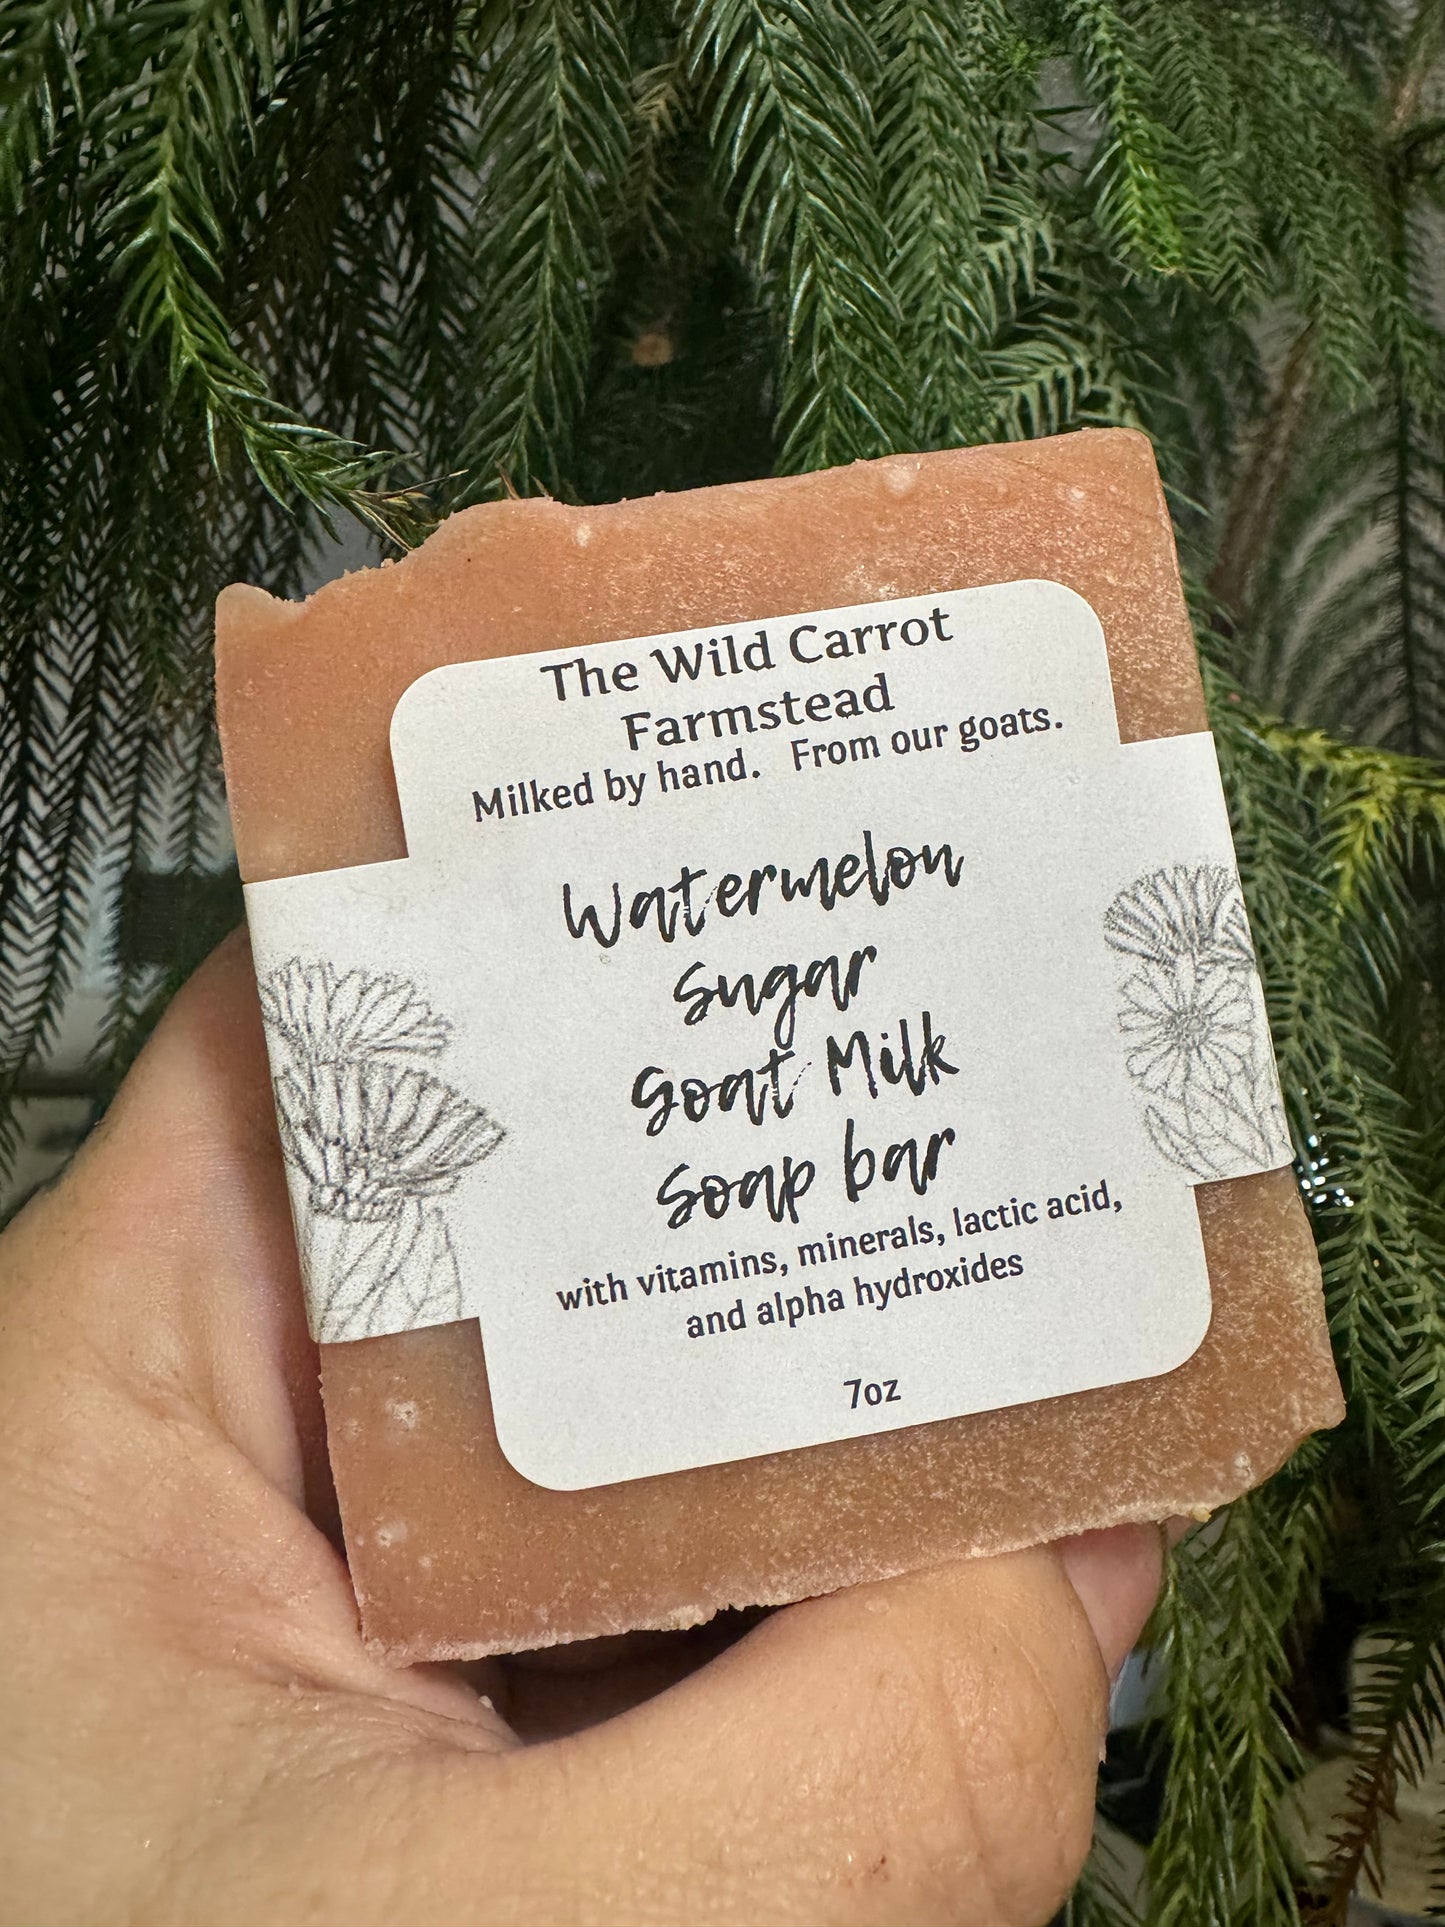 The Wild Carrot
Farmstead
Milked by hand. From our goats.
Watermelon
Sugar
Goat Milk
Soap bar
with vitamins, minerals, lactic acid,
and alpha hydroxides
7oz